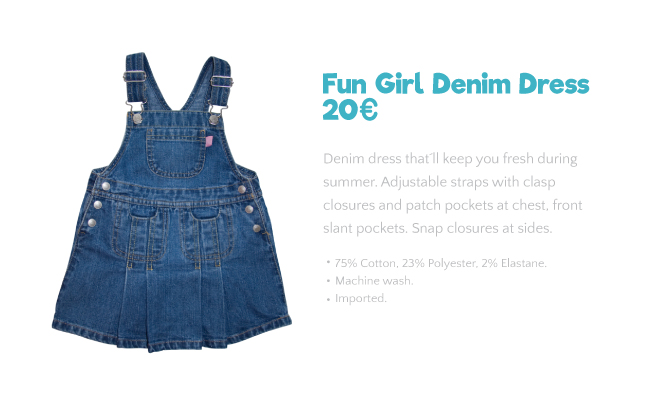 Fun Girl Denim Dress
20€
Denim dress that'll keep you fresh during
summer. Adjustable straps with clasp
closures and patch pockets at chest, front
slant pockets. Snap closures at sides.
• 75% Cotton, 23% Polyester, 2% Elastane.
• Machine wash.
• Imported.